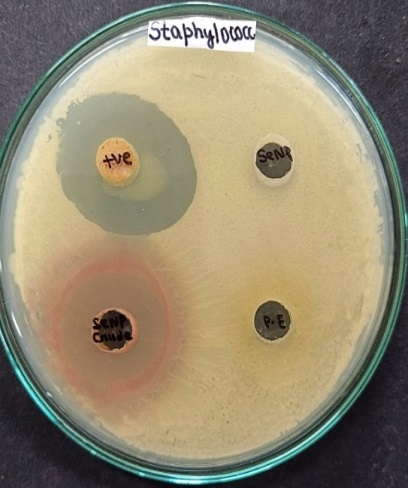 Staphylococc
+ve
SeNP
SeNP
Crude
P.E